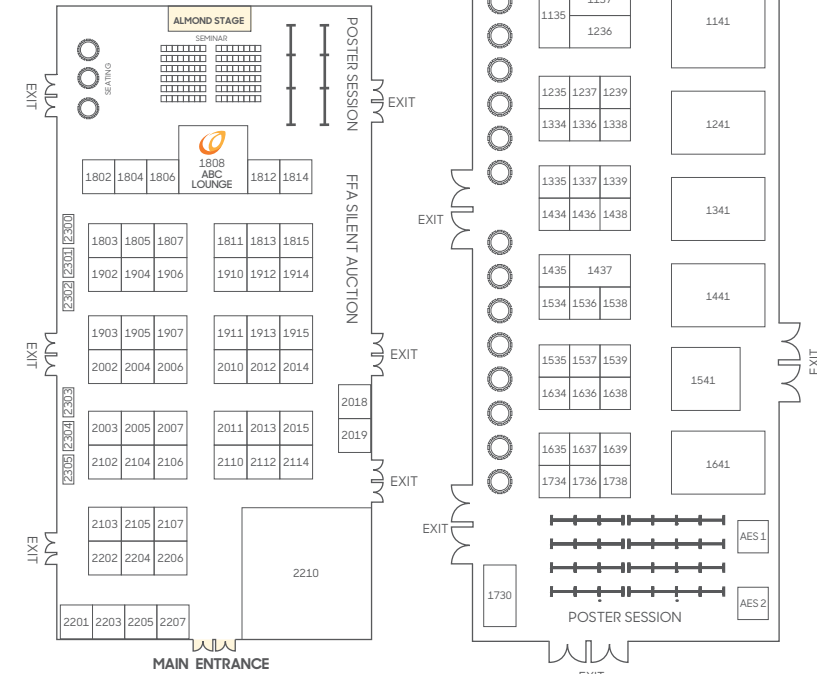 ALMOND STAGE
SEMINAR
SEATING
POSTER SESSION
EXIT
EXIT
1808
ABC
LOUNGE
1802 1804 1806
1812 1814
FFA SILENT AUCTION
2300
2301
2302
1803 1805 1807
1811 1813 1815
1902 1904 1906
1910 1912 1914
1903 1905 1907
1911 1913 1915
EXIT
EXIT
2002 2004 2006
2010 2012 2014
2303
2304
2305
2018
2019
2003 2005 2007
2011 2013 2015
2102 2104 2106
2110 2112 2114
EXIT
2103 2105 2107
EXIT
2202 2204 2206
2210
2201 2203 2205 2207
MAIN ENTRANCE
1135
1236
1141
1235 1237 1239
1334 1336 1338
1241
1335 1337 1339
1434 1436 1438
1341
EXIT
1435 1437
1534 1536 1538
1441
EXIT
1535 1537 1539
1634 1636 1638
1541
1635 1637 1639
1734 1736 1738
1641
EXIT
AES 1
1730
AES 2
POSTER SESSION